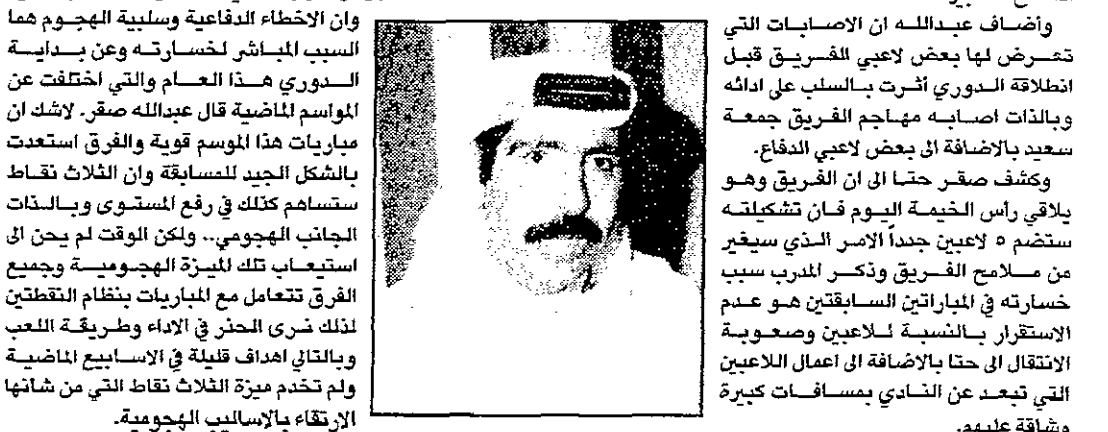 وأضاف عبدالله ان الاصابات التي
تعرض لها بعض لاعبي الفريق قبل
انطلاقة الدوري أثرت بالسلب على ادائه
وبالذات اصابه مهاجم الفريق جمعة
سعيد بالاضافة الى بعض لاعبي الدفاع.
وكشف صقر حتا الى ان الفريق وهو
يلاقي رأس الخيمة اليوم فان تشكيلته
ستضم ٥ لاعبين جدداً الامر الذي سيغير
من ملامح الفريق وذكر المدرب سبب
خسارته في المباراتين السابقتين هو عدم
الاستقرار بالنسبة للاعبين وصعوبة
الانتقال الى حتا بالاضافة الى اعمال اللاعبين
التي تبعد عن النادي بمسافات كبيرة
وشاقة عليهم.
وان الاخطاء الدفاعية وسلبية الهجوم هما
السبب المباشر لخسارته وعن بداية
الدوري هذا العام والتي اختلفت عن
المواسم الماضية قال عبدالله صقر. لاشك ان
مباريات هذا الموسم قوية والفرق استعدت
بالشكل الجيد للمسابقة وان الثلاث نقاط
ستساهم كذلك في رفع المستوى وبالذات
الجانب الهجومي.. ولكن الوقت لم يحن الى
استيعاب تلك الميزة الهجومية وجميع
الفرق تتعامل مع المباريات بنظام النقطتين
لذلك نرى الحذر في الاداء وطريقة اللعب
وبالتالي اهداف قليلة في الاسابيع الماضية
ولم تخدم ميزة الثلاث نقاط التي من شانها
الارتقاء بالاساليب الهجومية.